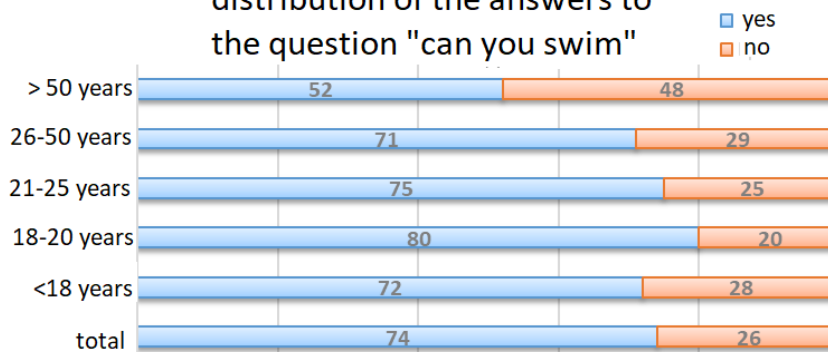 distribution of the answers to
the question "can you swim"
yes
no
> 50 years 52 48
26-50 years 71 29
21-25 years 75 25
18-20 years 80 20
<18 years 72 28
total 74 26